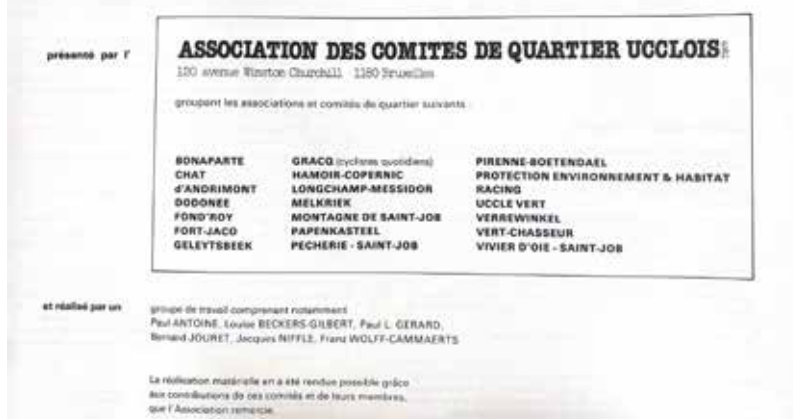 présenté par l'
ASSOCIATION DES COMITES DE QUARTIER UCCLOIS
120 avenue Winston Churchill 1180 Bruxelles
groupant les associations et comités de quartier suivants :
BONAPARTE
CHAT
d'ANDRIMONT
DODONEE
FOND'ROY
FORT-JACO
GELEYTSBEEK
GRACQ (cyclistes quotidiens)
HAMOIR-COPERNIC
LONGCHAMP-MESSIDOR
MELKRIEK
MONTAGNE DE SAINT-JOB
PAPENKASTEEL
PECHERIE - SAINT-JOB
PIRENNE-BOETENDAEL
PROTECTION ENVIRONNEMENT & HABITAT
RACING
UCCLE VERT
VERREWINKEL
VERT-CHASSEUR
VIVIER D'OIE - SAINT-JOB
et réalisé par un
groupe de travail comprenant notamment
Paul ANTOINE, Louise BECKERS-GILBERT, Paul L. GERARD,
Bernard JOURET, Jacques NIFFLE, Franz WOLFF-CAMMAERTS
La réalisation matérielle en a été rendue possible grâce
aux contributions de ces comités et de leurs membres,
que l'Association remercie.